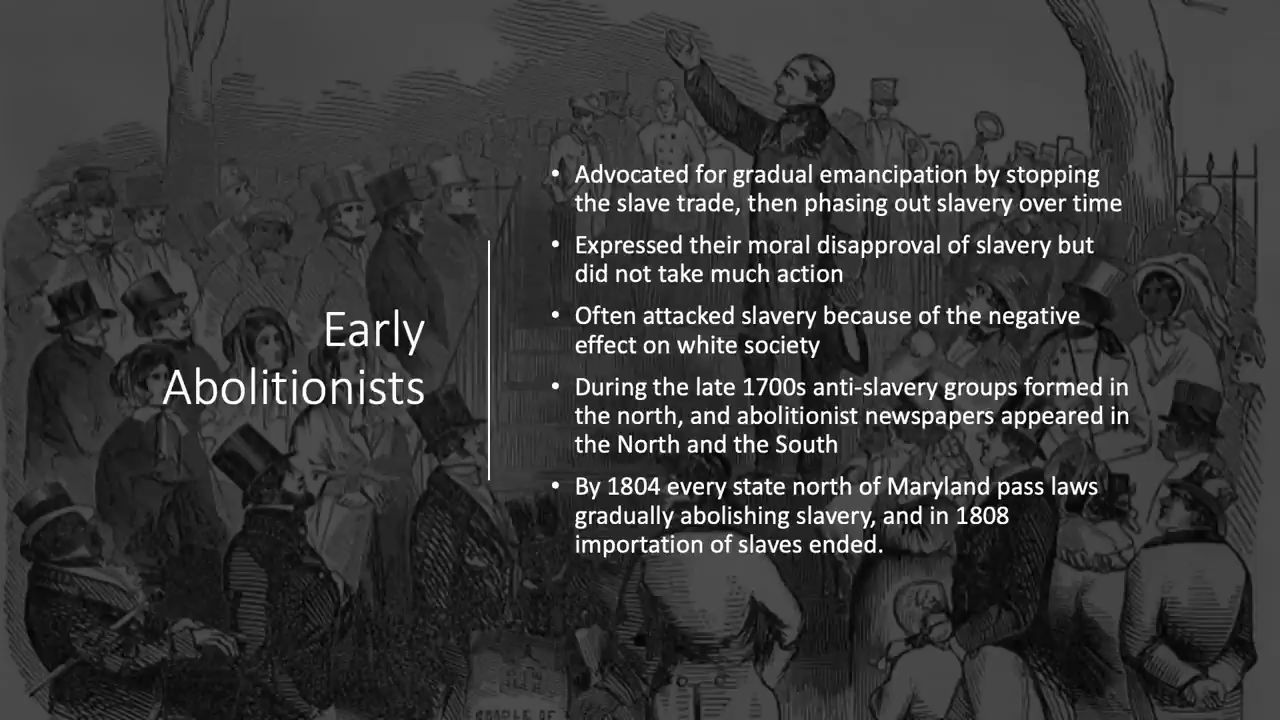 Early
Abolitionists
• Advocated for gradual emancipation by stopping
the slave trade, then phasing out slavery over time
• Expressed their moral disapproval of slavery but
did not take much action
• Often attacked slavery because of the negative
effect on white society
• During the late 1700s anti-slavery groups formed in
the north, and abolitionist newspapers appeared in
the North and the South
• By 1804 every state north of Maryland pass laws
gradually abolishing slavery, and in 1808
importation of slaves ended.